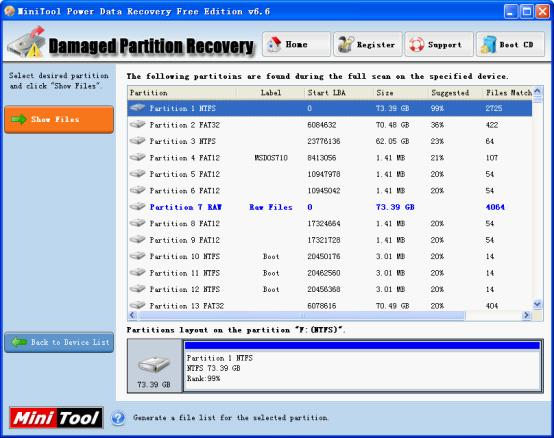 MiniTool Power Data Recovery Free Edition v6.6
Damaged Partition Recovery
Home
Register
Support
Boot CD
Select desired partition
and click "Show Files".
Show Files
Back to Device List
The following partitoins are found during the full scan on the specified device.
Partition Label Start LBA Size Suggested Files Match
Partition 1 NTFS 0 73.39 GB 99% 2725
Partition 2 FAT32 6084632 70.48 GB 36% 422
Partition 3 NTFS 23776136 62.05 GB 23% 64
Partition 4 FAT12 MSDOS710 8413056 1.41 MB 21% 107
Partition 5 FAT12 10947978 1.41 MB 20% 54
Partition 6 FAT12 10945042 1.41 MB 20% 54
Partition 7 RAW Raw Files 0 73.39 GB 4064
Partition 8 FAT12 17324664 1.41 MB 20% 54
Partition 9 FAT12 17321728 1.41 MB 20% 54
Partition 10 NTFS Boot 20450176 3.01 MB 20% 14
Partition 11 NTFS Boot 20462560 3.01 MB 20% 14
Partition 12 NTFS Boot 20456368 3.01 MB 20% 14
Partition 13 FAT32 6078616 70.49 GB 20% 404
Partitions layout on the partition "F:(NTFS)".
73.39 GB
Partition 1 NTFS
NTFS 73.39 GB
Rank:99%
Mini Tool
Generate a file list for the selected partition.